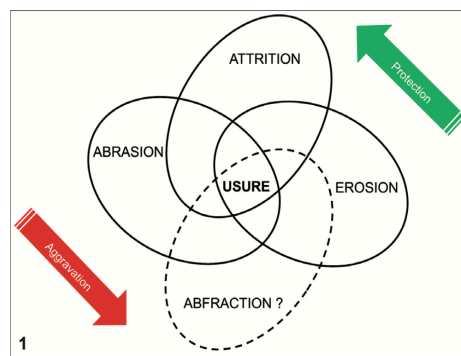 ATTRITION
Protection
ABRASION
USURE
EROSION
Aggravation
ABFRACTION ?
1